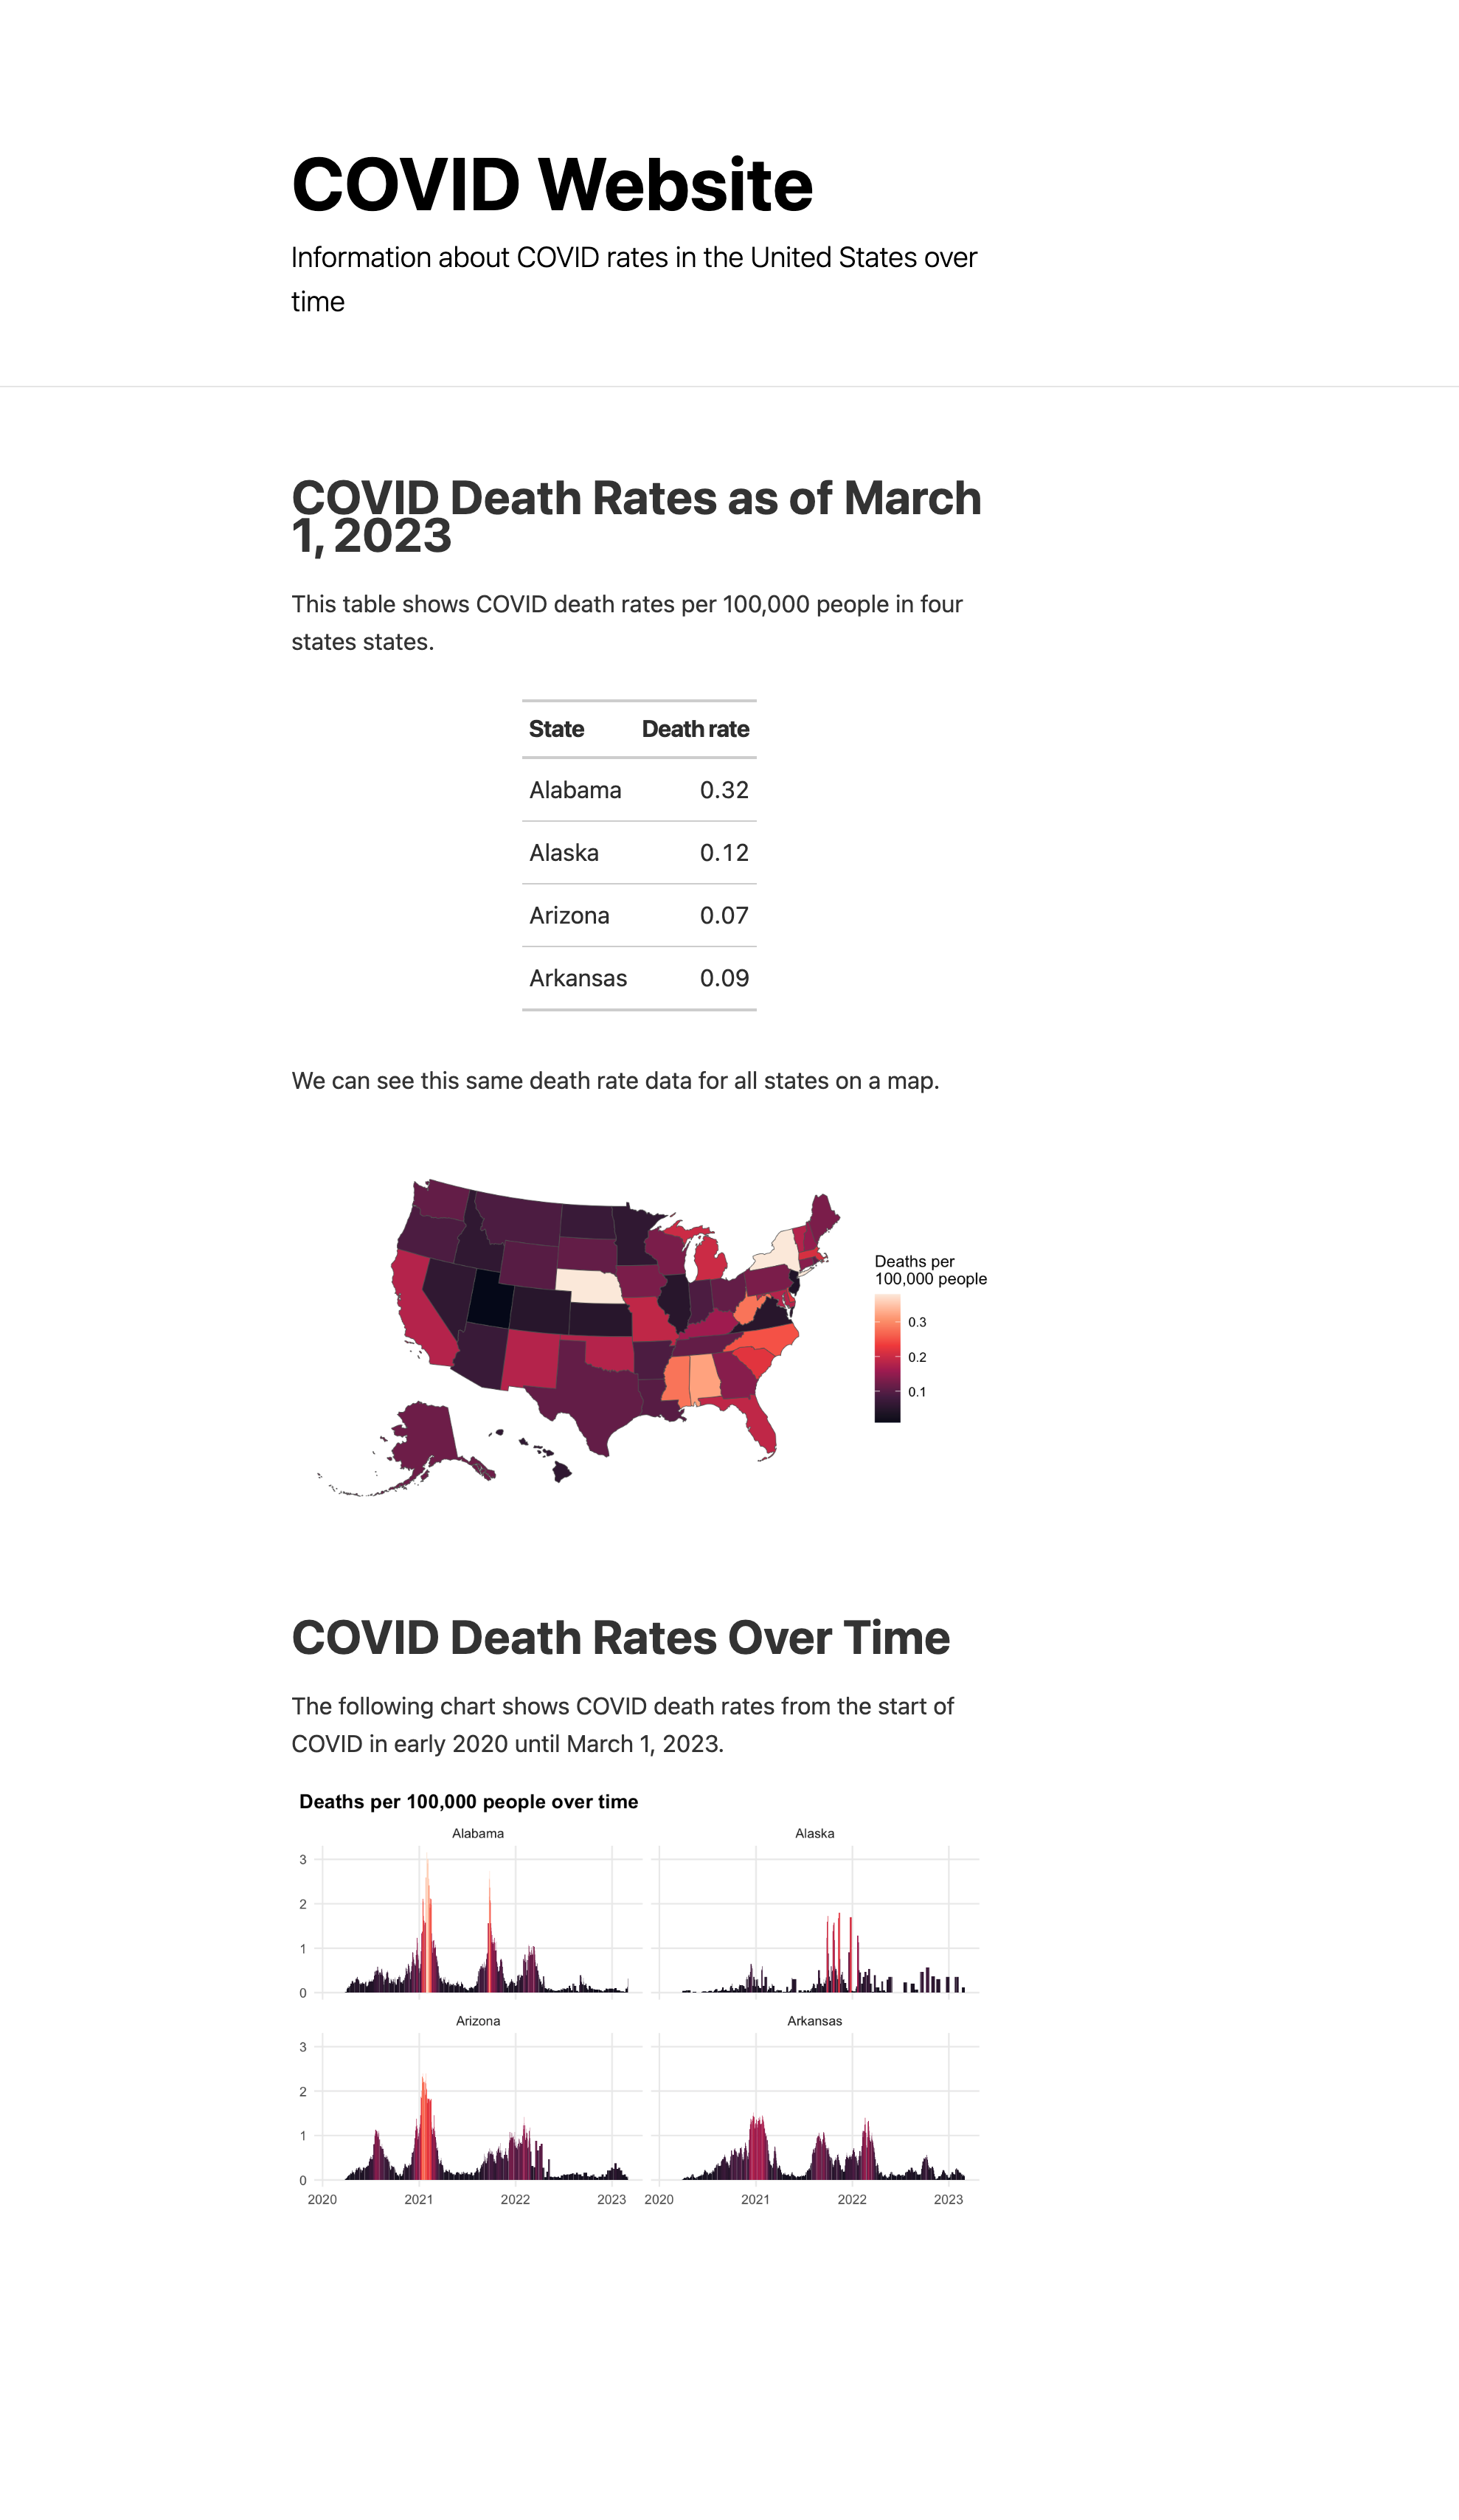 COVID Website
Information about COVID rates in the United States over
time
COVID Death Rates as of March
1, 2023
This table shows COVID death rates per 100,000 people in four
states states.
State Death rate
Alabama 0.32
Alaska 0.12
Arizona 0.07
Arkansas 0.09
We can see this same death rate data for all states on a map.
Deaths per
100,000 people
0.3
0.2
0.1
COVID Death Rates Over Time
The following chart shows COVID death rates from the start of
COVID in early 2020 until March 1, 2023.
Deaths per 100,000 people over time
Alabama Alaska
3
2
1
0
Arizona Arkansas
3
2
1
0
2020 2021 2022 2023 2020 2021 2022 2023